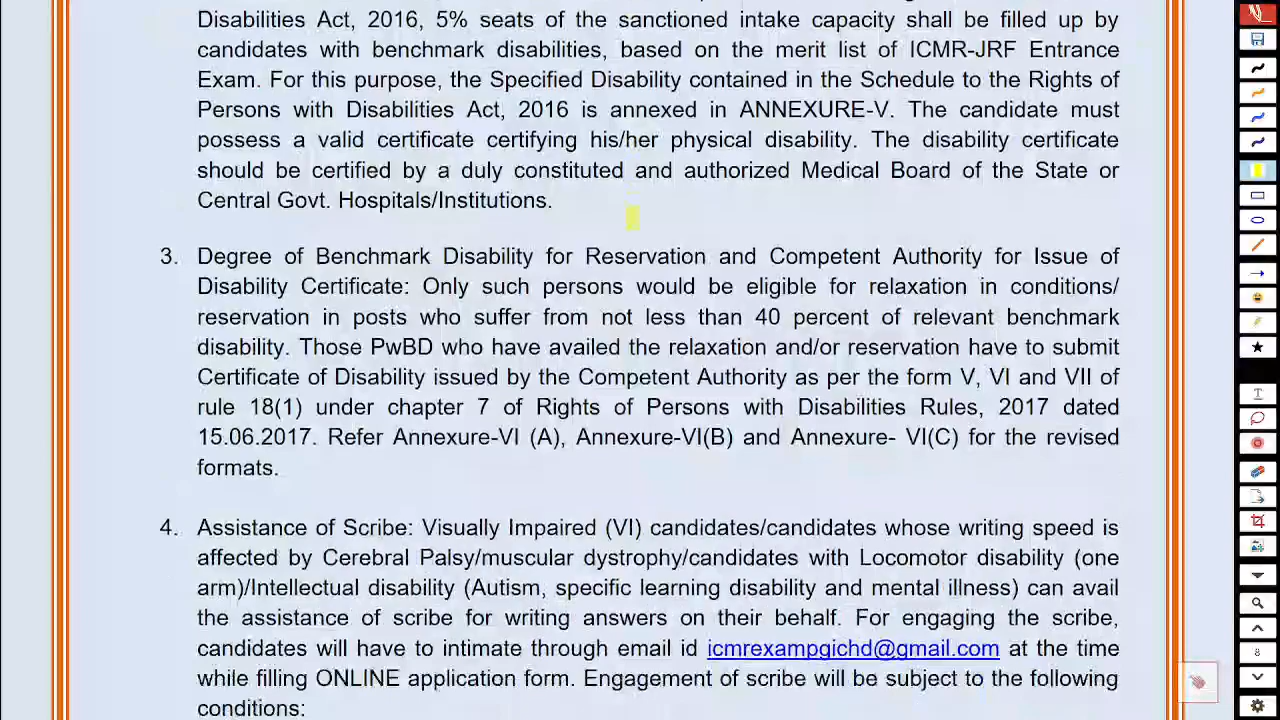 Disabilities Act, 2016, 5% seats of the sanctioned intake capacity shall be filled up by
candidates with benchmark disabilities, based on the merit list of ICMR-JRF Entrance
Exam. For this purpose, the Specified Disability contained in the Schedule to the Rights of
Persons with Disabilities Act, 2016 is annexed in ANNEXURE-V. The candidate must
possess a valid certificate certifying his/her physical disability. The disability certificate
should be certified by a duly constituted and authorized Medical Board of the State or
Central Govt. Hospitals/Institutions.
3. Degree of Benchmark Disability for Reservation and Competent Authority for Issue of
Disability Certificate: Only such persons would be eligible for relaxation in conditions/
reservation in posts who suffer from not less than 40 percent of relevant benchmark
disability. Those PwBD who have availed the relaxation and/or reservation have to submit
Certificate of Disability issued by the Competent Authority as per the form V, VI and VII of
rule 18(1) under chapter 7 of Rights of Persons with Disabilities Rules, 2017 dated
15.06.2017. Refer Annexure-VI (A), Annexure-VI(B) and Annexure- VI(C) for the revised
formats.
4. Assistance of Scribe: Visually Impaired (VI) candidates/candidates whose writing speed is
affected by Cerebral Palsy/muscular dystrophy/candidates with Locomotor disability (one
arm)/Intellectual disability (Autism, specific learning disability and mental illness) can avail
the assistance of scribe for writing answers on their behalf. For engaging the scribe,
candidates will have to intimate through email id icmrexampgichd@gmail.com at the time
while filling ONLINE application form. Engagement of scribe will be subject to the following
conditions:
8